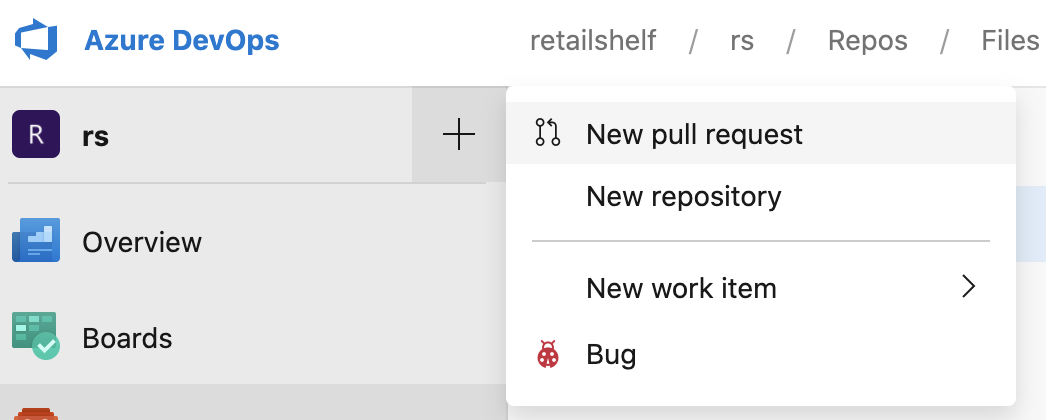 Azure DevOps
retailshelf / rs / Repos / Files
R
rs
+
New pull request
New repository
Overview
New work item
Boards
Bug